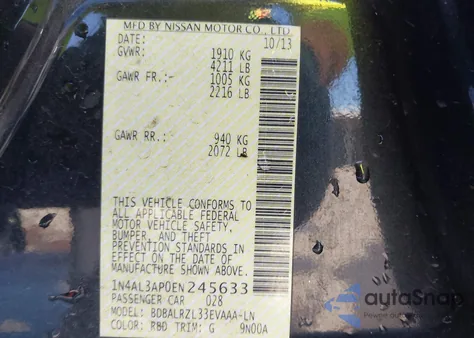 MFD BY NISSAN MOTOR CO., LTD
DATE: 10/13
GVWR: 1910 KG
4211 LB
GAWR FR.:- 1005 KG
2216 LB
GAWR RR.: 940 KG
2072 LB
THIS VEHICLE CONFORMS TO
ALL APPLICABLE FEDERAL
MOTOR VEHICLE SAFETY,
BUMPER, AND THEFT
PREVENTION STANDARDS IN
EFFECT ON THE DATE OF
MANUFACTURE SHOWN ABOVE.
1N4AL3AP0EN245633
PASSENGER CAR 028
MODEL: BDBALRZL33EVAAA-LN
COLOR: RBD TRIM: G 9N00A
autoSnap